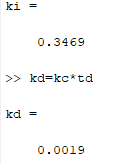 ki =
0.3469
>> kd=kc*td
kd =
0.0019